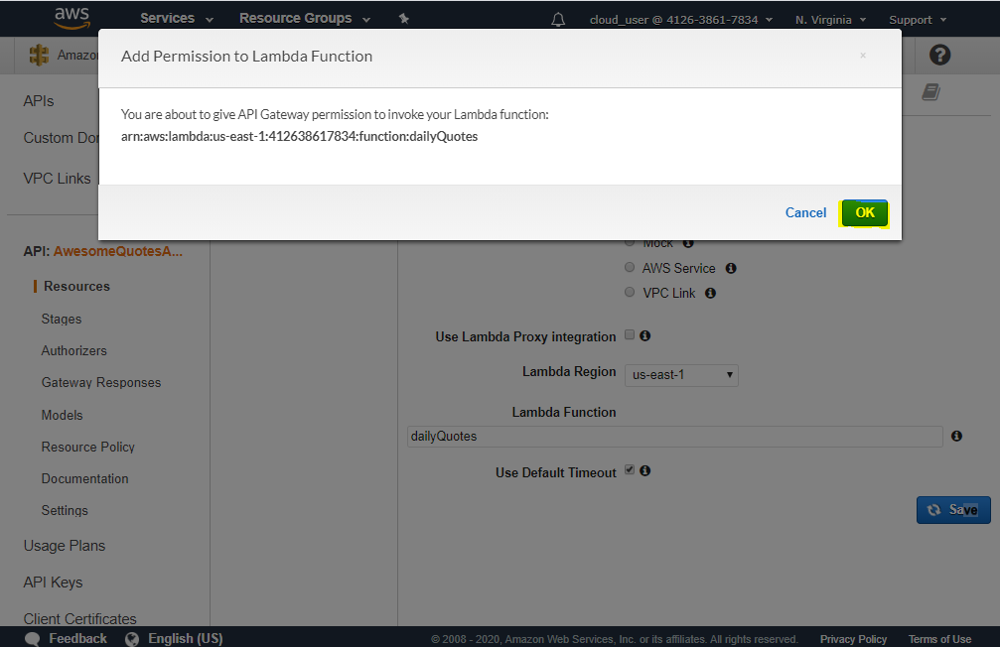 aws
Services
Resource Groups
cloud_user @ 4126-3861-7834
N. Virginia
Support
Amazo
Add Permission to Lambda Function
×
?
You are about to give API Gateway permission to invoke your Lambda function:
arn:aws:lambda:us-east-1:412638617834:function:dailyQuotes
Cancel
OK
APIs
Custom Do
VPC Links
API: AwesomeQuotesA...
Resources
Stages
Authorizers
Gateway Responses
Models
Resource Policy
Documentation
Settings
Usage Plans
API Keys
Client Certificates
Mock
AWS Service
VPC Link
Use Lambda Proxy integration
Lambda Region
us-east-1
Lambda Function
dailyQuotes
Use Default Timeout
Save
Feedback
English (US)
© 2008 - 2020, Amazon Web Services, Inc. or its affiliates. All rights reserved.
Privacy Policy
Terms of Use